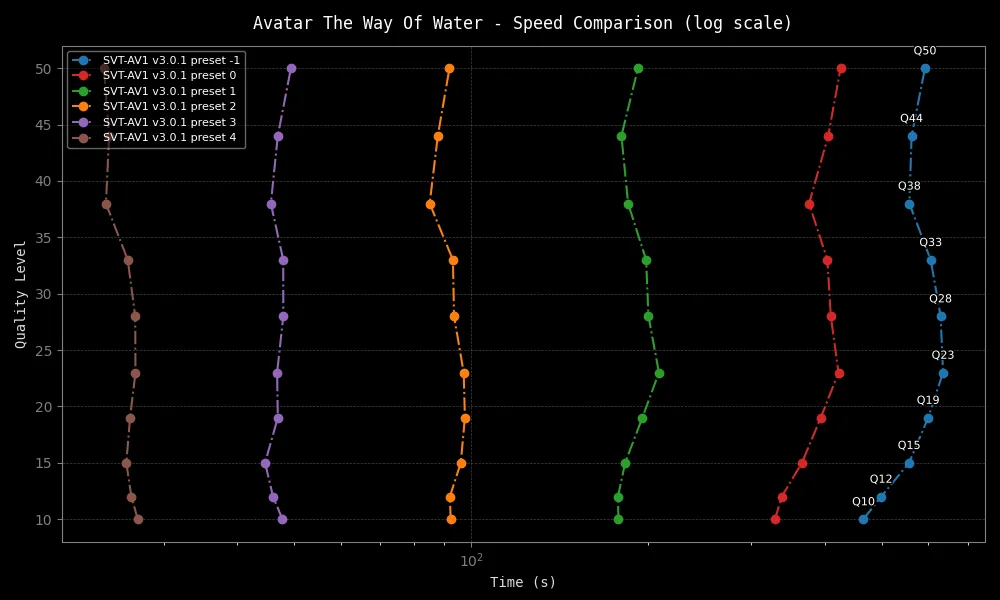 Avatar The Way Of Water - Speed Comparison (log scale)
SVT-AV1 v3.0.1 preset -1
SVT-AV1 v3.0.1 preset 0
SVT-AV1 v3.0.1 preset 1
SVT-AV1 v3.0.1 preset 2
SVT-AV1 v3.0.1 preset 3
SVT-AV1 v3.0.1 preset 4
Quality Level
50
45
40
35
30
25
20
15
10
Q50
Q44
Q38
Q33
Q28
Q23
Q19
Q15
Q12
Q10
10²
Time (s)